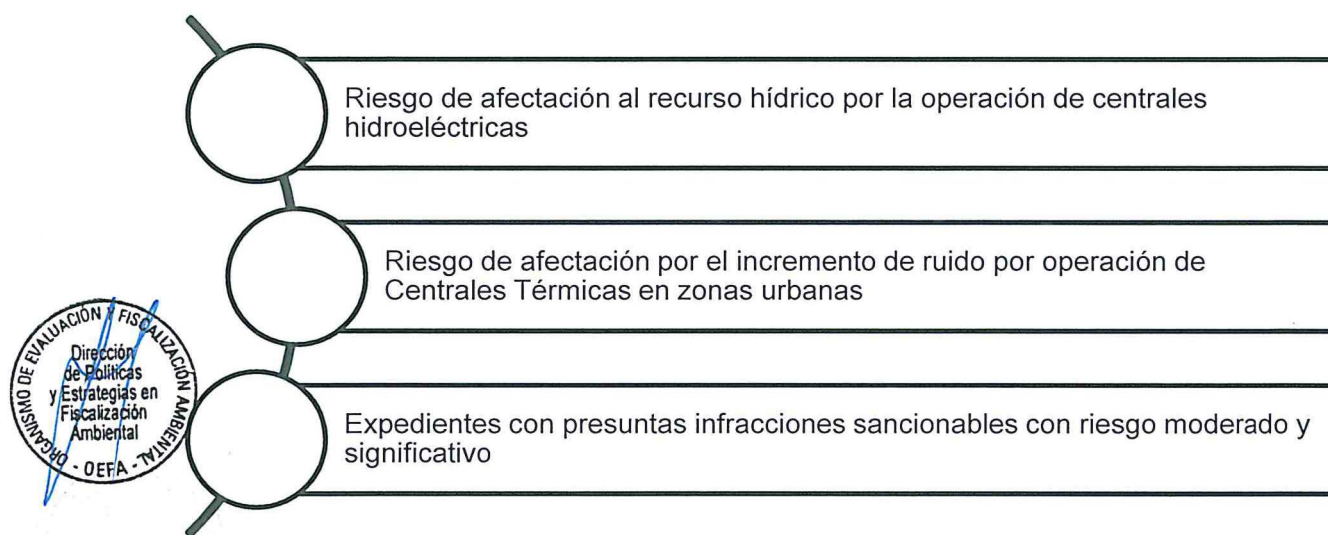 Riesgo de afectación al recurso hídrico por la operación de centrales
hidroeléctricas
Riesgo de afectación por el incremento de ruido por operación de
Centrales Térmicas en zonas urbanas
ORGANISMO DE EVALUACIÓN Y FISCALIZACIÓN AMBIENTAL
Dirección
de Políticas
y Estrategias en
Fiscalización
Ambiental
- OEFA -
Expedientes con presuntas infracciones sancionables con riesgo moderado y
significativo